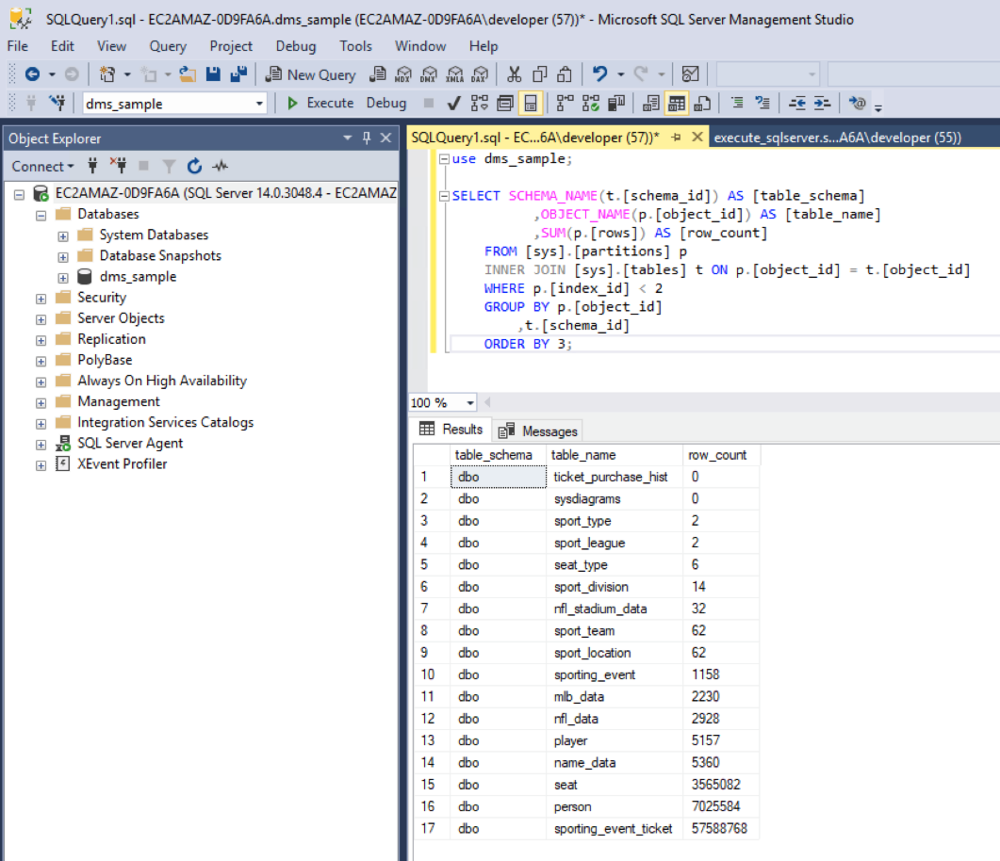 SQLQuery1.sql - EC2AMAZ-0D9FA6A.dms_sample (EC2AMAZ-0D9FA6A\developer (57))* - Microsoft SQL Server Management Studio
File Edit View Query Project Debug Tools Window Help
New Query MDX DMX XMLA DAX
dms_sample Execute Debug
Object Explorer
Connect
EC2AMAZ-0D9FA6A (SQL Server 14.0.3048.4 - EC2AMAZ
Databases
System Databases
Database Snapshots
dms_sample
Security
Server Objects
Replication
PolyBase
Always On High Availability
Management
Integration Services Catalogs
SQL Server Agent
XEvent Profiler
SQLQuery1.sql - EC...6A\developer (57))* execute_sqlserver.s...A6A\developer (55))
use dms_sample;
SELECT SCHEMA_NAME(t.[schema_id]) AS [table_schema]
,OBJECT_NAME(p.[object_id]) AS [table_name]
,SUM(p.[rows]) AS [row_count]
FROM [sys].[partitions] p
INNER JOIN [sys].[tables] t ON p.[object_id] = t.[object_id]
WHERE p.[index_id] < 2
GROUP BY p.[object_id]
,t.[schema_id]
ORDER BY 3;
100 %
Results Messages
table_schema table_name row_count
1 dbo ticket_purchase_hist 0
2 dbo sysdiagrams 0
3 dbo sport_type 2
4 dbo sport_league 2
5 dbo seat_type 6
6 dbo sport_division 14
7 dbo nfl_stadium_data 32
8 dbo sport_team 62
9 dbo sport_location 62
10 dbo sporting_event 1158
11 dbo mlb_data 2230
12 dbo nfl_data 2928
13 dbo player 5157
14 dbo name_data 5360
15 dbo seat 3565082
16 dbo person 7025584
17 dbo sporting_event_ticket 57588768